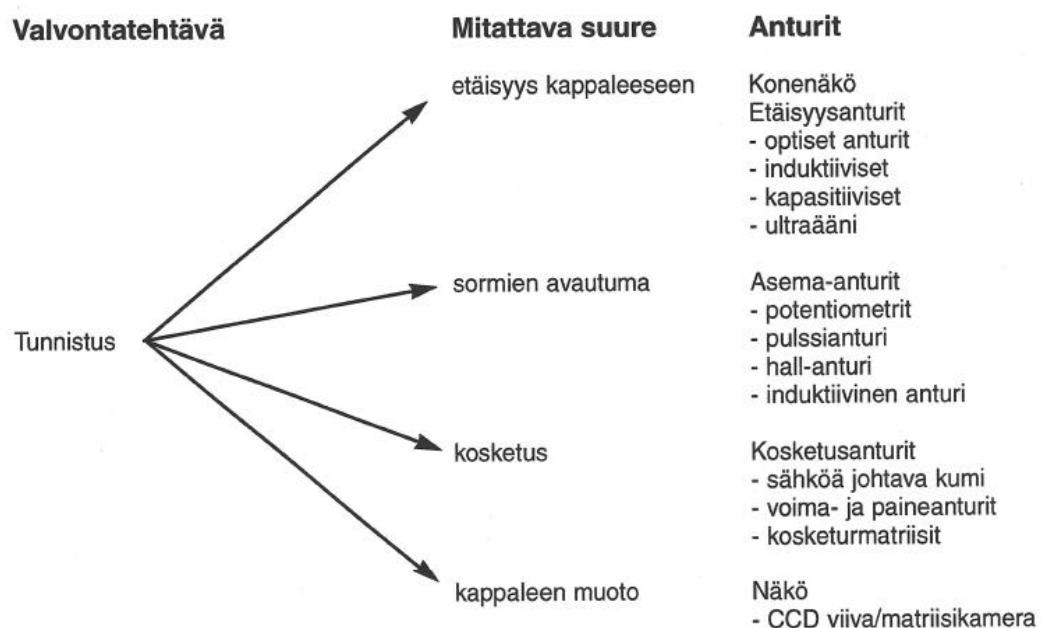 Valvontatehtävä Mitattava suure Anturit
etäisyys kappaleeseen Konenäkö
Etäisyysanturit
- optiset anturit
- induktiiviset
- kapasitiiviset
- ultraääni
sormien avautuma Asema-anturit
- potentiometrit
Tunnistus - pulssianturi
- hall-anturi
- induktiivinen anturi
kosketus Kosketusanturit
- sähköä johtava kumi
- voima- ja paineanturit
- kosketurmatriisit
kappaleen muoto Näkö
- CCD viiva/matriisikamera